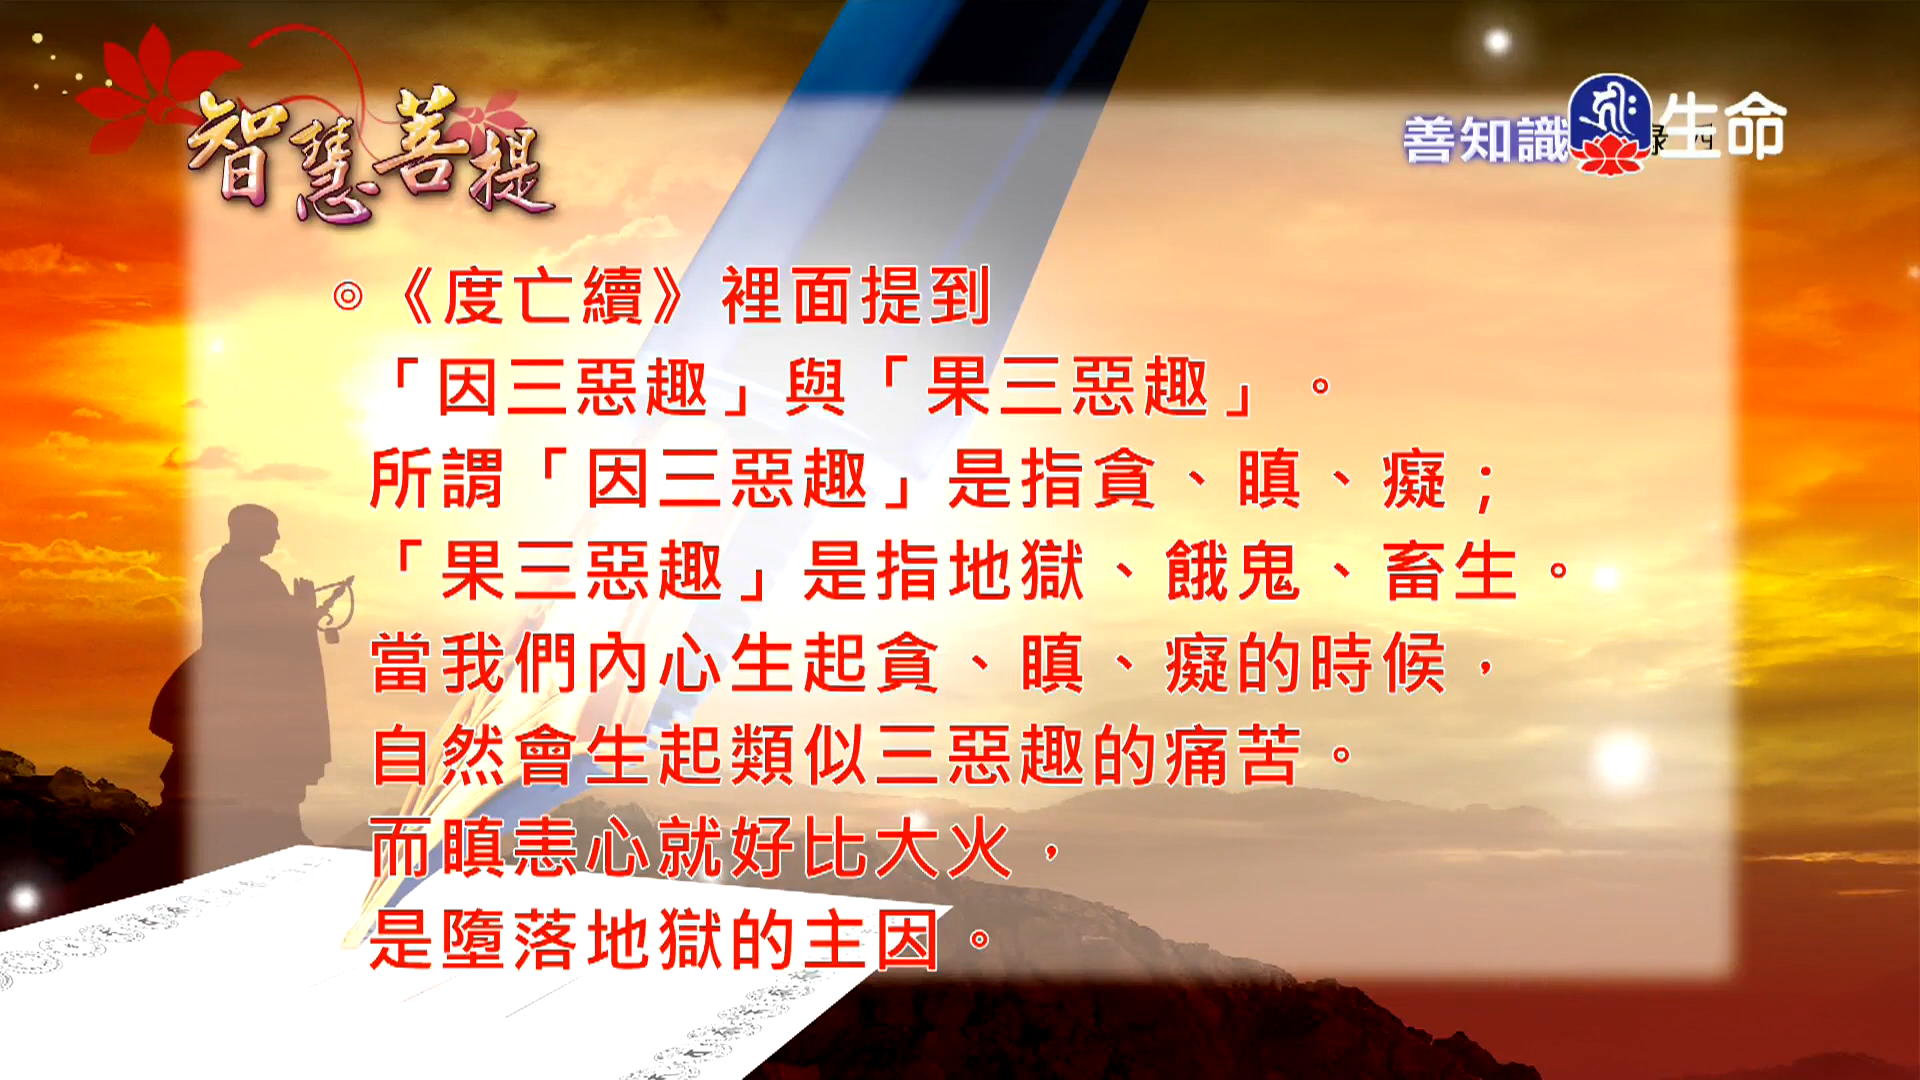 智慧菩提
善知識
生命
◎《度亡續》裡面提到
「因三惡趣」與「果三惡趣」。
所謂「因三惡趣」是指貪、瞋、癡；
「果三惡趣」是指地獄、餓鬼、畜生。
當我們內心生起貪、瞋、癡的時候，
自然會生起類似三惡趣的痛苦。
而瞋恚心就好比大火，
是墮落地獄的主因。